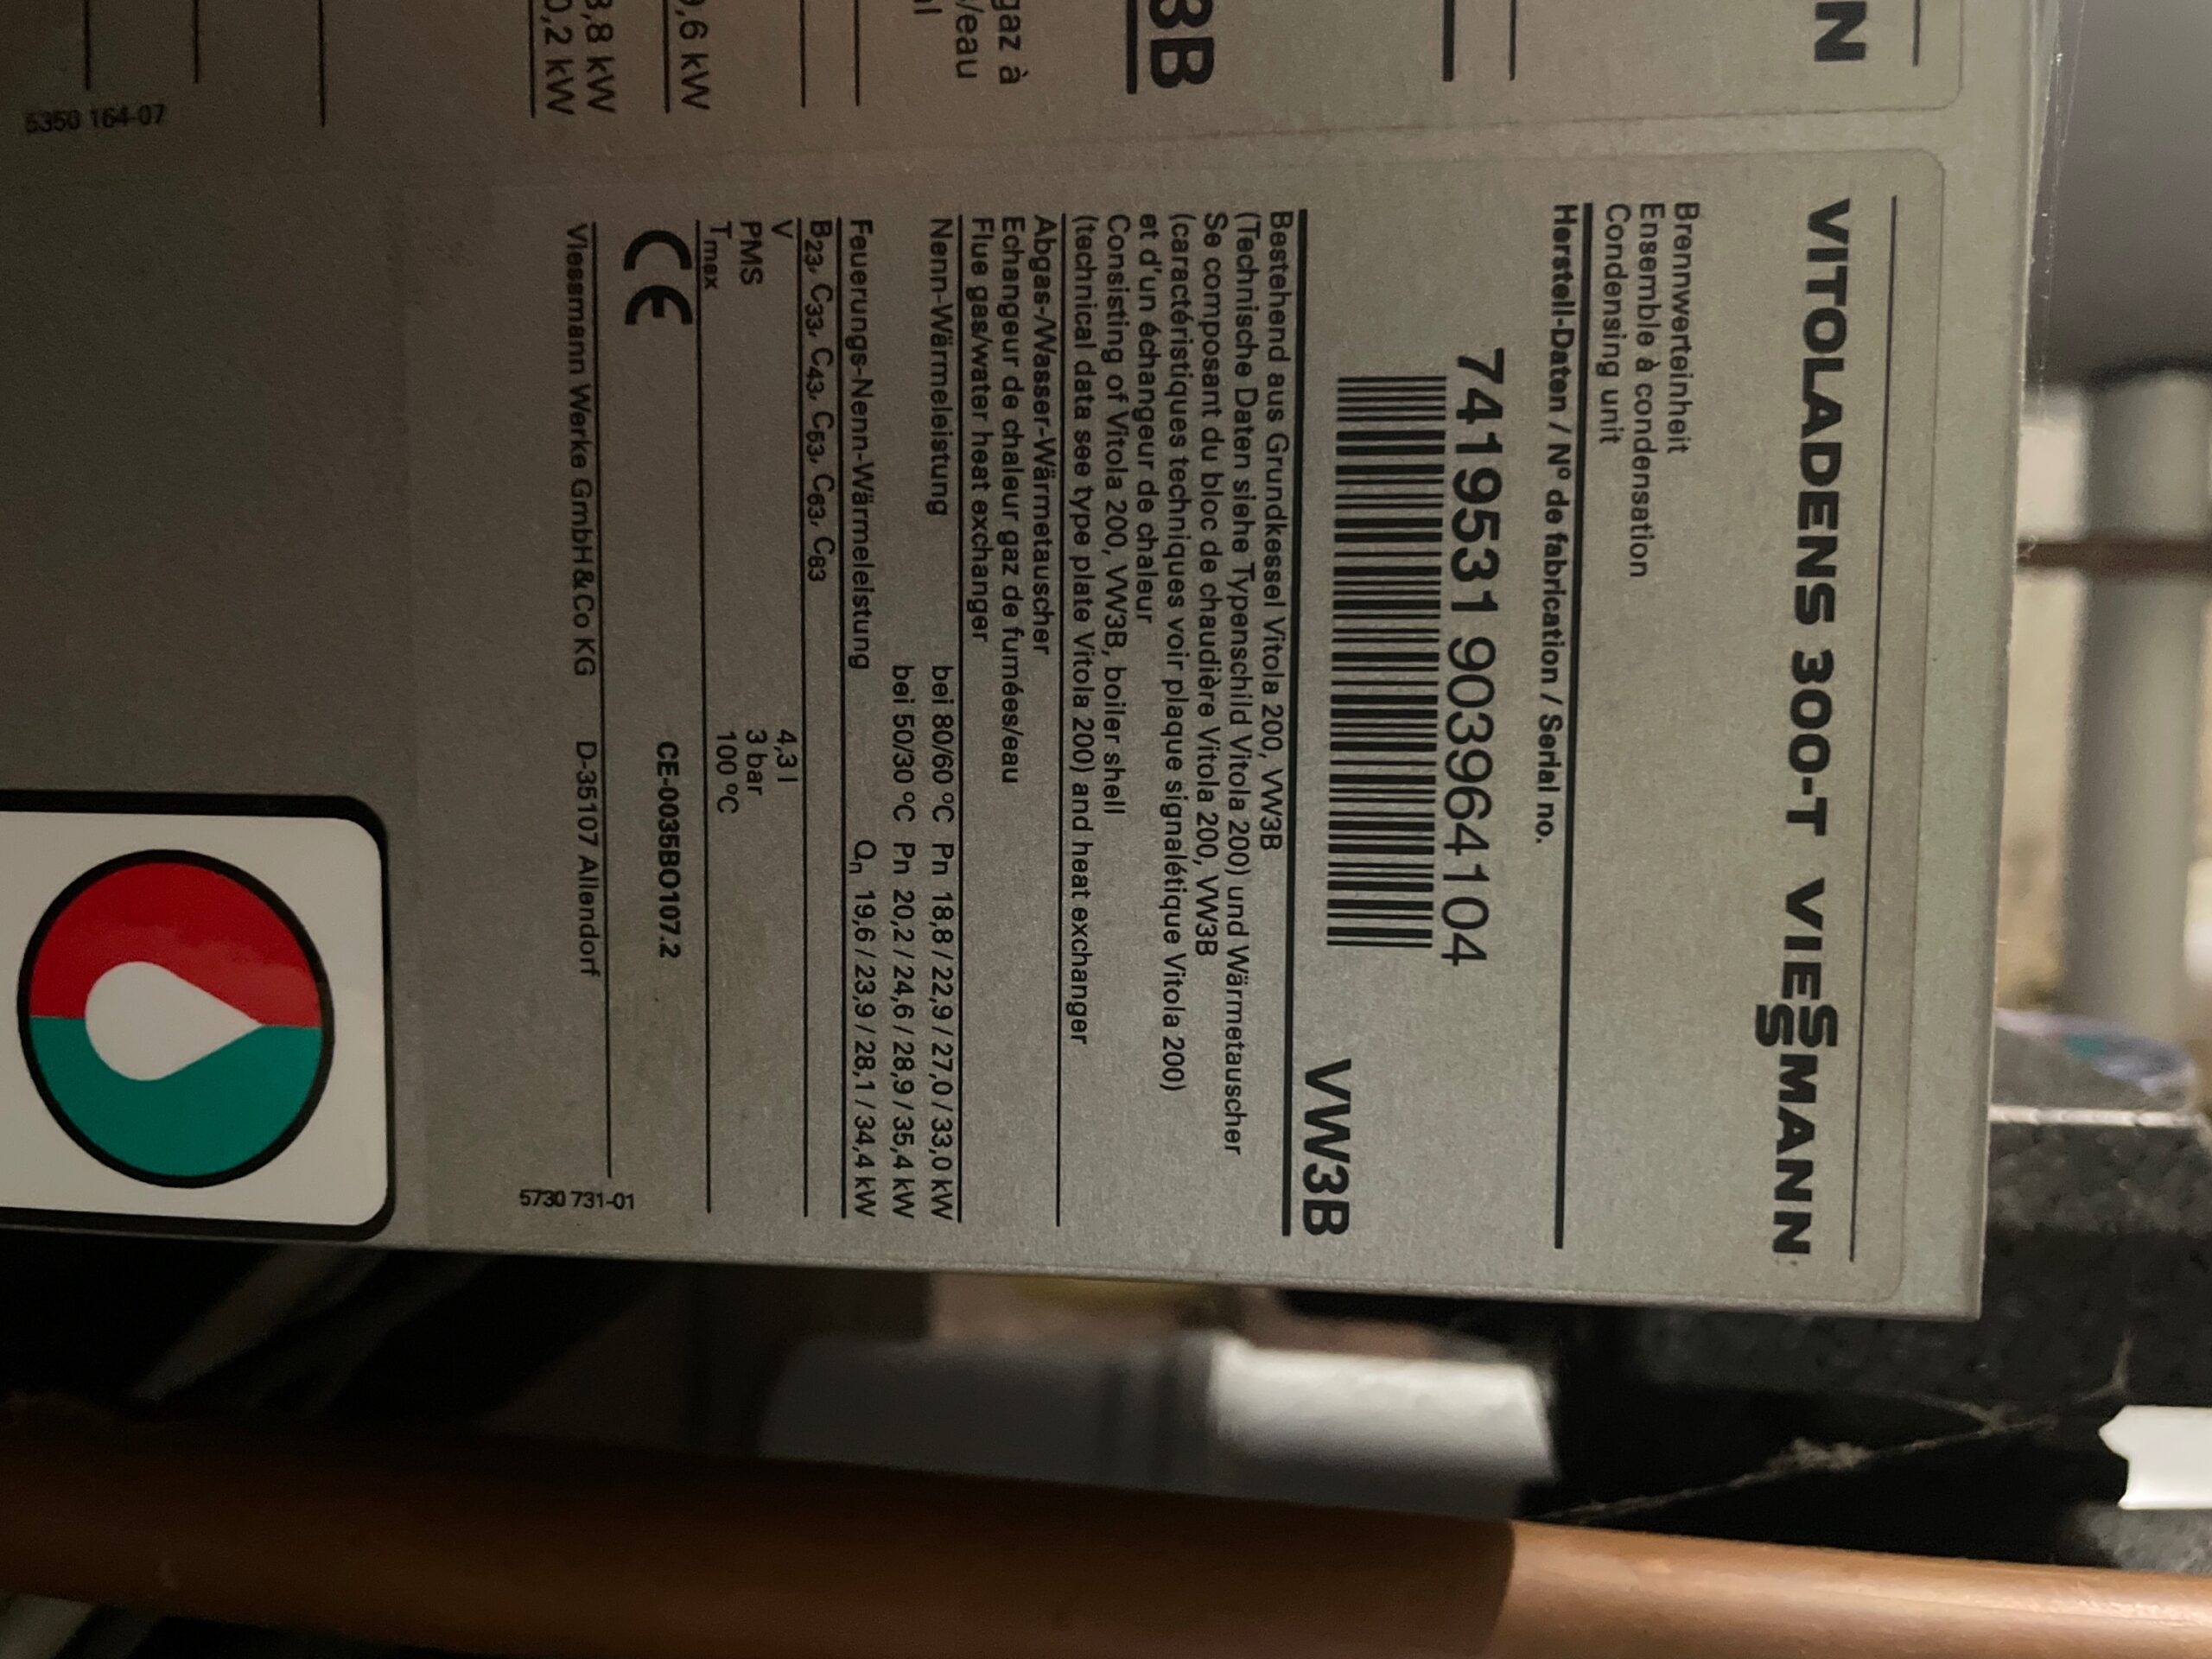 N
3B
gaz à
/eau
9,6 kW
8,8 kW
0,2 kW
5350 164-07
VITOLADENS 300-T VIESSMANN
Brennwerteinheit
Ensemble à condensation
Condensing unit
Herstell-Daten / N° de fabrication / Serial no.
7419531903964104
VW3B
Bestehend aus Grundkessel Vitola 200, VW3B
(Technische Daten siehe Typenschild Vitola 200) und Wärmetauscher
Se composant du bloc de chaudière Vitola 200, VW3B
(caractéristiques techniques voir plaque signalétique Vitola 200)
et d'un échangeur de chaleur
Consisting of Vitola 200, VW3B, boiler shell
(technical data see type plate Vitola 200) and heat exchanger
Abgas-/Wasser-Wärmetauscher
Echangeur de chaleur gaz de fumées/eau
Flue gas/water heat exchanger
Nenn-Wärmeleistung bei 80/60 °C Pn 18,8 / 22,9 / 27,0 / 33,0 kW
bei 50/30 °C Pn 20,2 / 24,6 / 28,9 / 35,4 kW
Feuerungs-Nenn-Wärmeleistung Qn 19,6 / 23,9 / 28,1 / 34,4 kW
B23, C33, C43, C53, C63, C83
V 4,3 l
PMS 3 bar
Tmax 100 °C
CE CE-0035BO107.2
Viessmann Werke GmbH & Co KG D-35107 Allendorf
5730 731-01